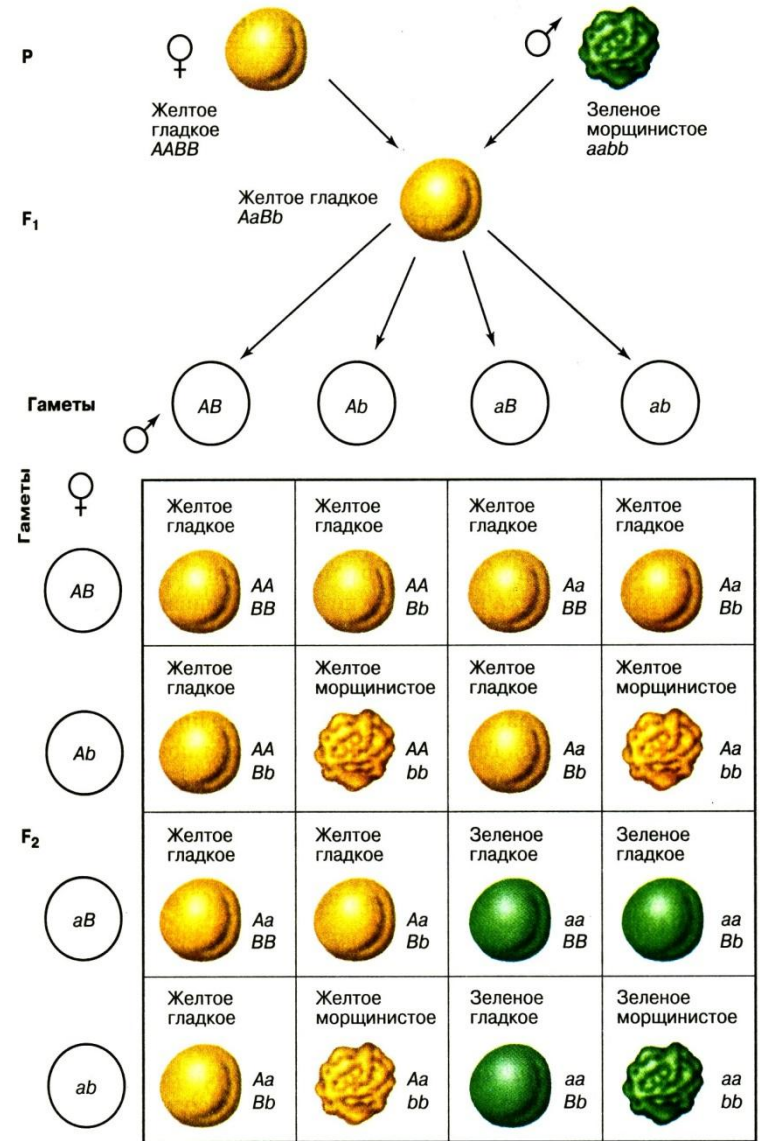 P
♀
♂
Желтое
гладкое
AABB
Зеленое
морщинистое
aabb
Желтое гладкое
AaBb
F₁
Гаметы
♂
AB
Ab
aB
ab
Гаметы
♀
Желтое
гладкое
AA
BB
Желтое
гладкое
AA
Bb
Желтое
гладкое
Aa
BB
Желтое
гладкое
Aa
Bb
AB
Желтое
гладкое
AA
Bb
Желтое
морщинистое
AA
bb
Желтое
гладкое
Aa
Bb
Желтое
морщинистое
Aa
bb
Ab
F₂
Желтое
гладкое
Aa
BB
Желтое
гладкое
Aa
Bb
Зеленое
гладкое
aa
BB
Зеленое
гладкое
aa
Bb
aB
Желтое
гладкое
Aa
Bb
Желтое
морщинистое
Aa
bb
Зеленое
гладкое
aa
Bb
Зеленое
морщинистое
aa
bb
ab